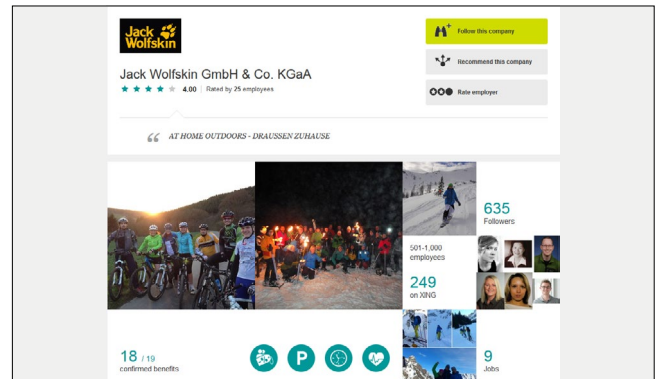 Jack
Wolfskin
Follow this company
Recommend this company
Rate employer
Jack Wolfskin GmbH & Co. KGaA
4.00 | Rated by 25 employees
AT HOME OUTDOORS - DRAUSSEN ZUHAUSE
635
Followers
501-1,000
employees
249
on XING
18 / 19
confirmed benefits
P
9
Jobs